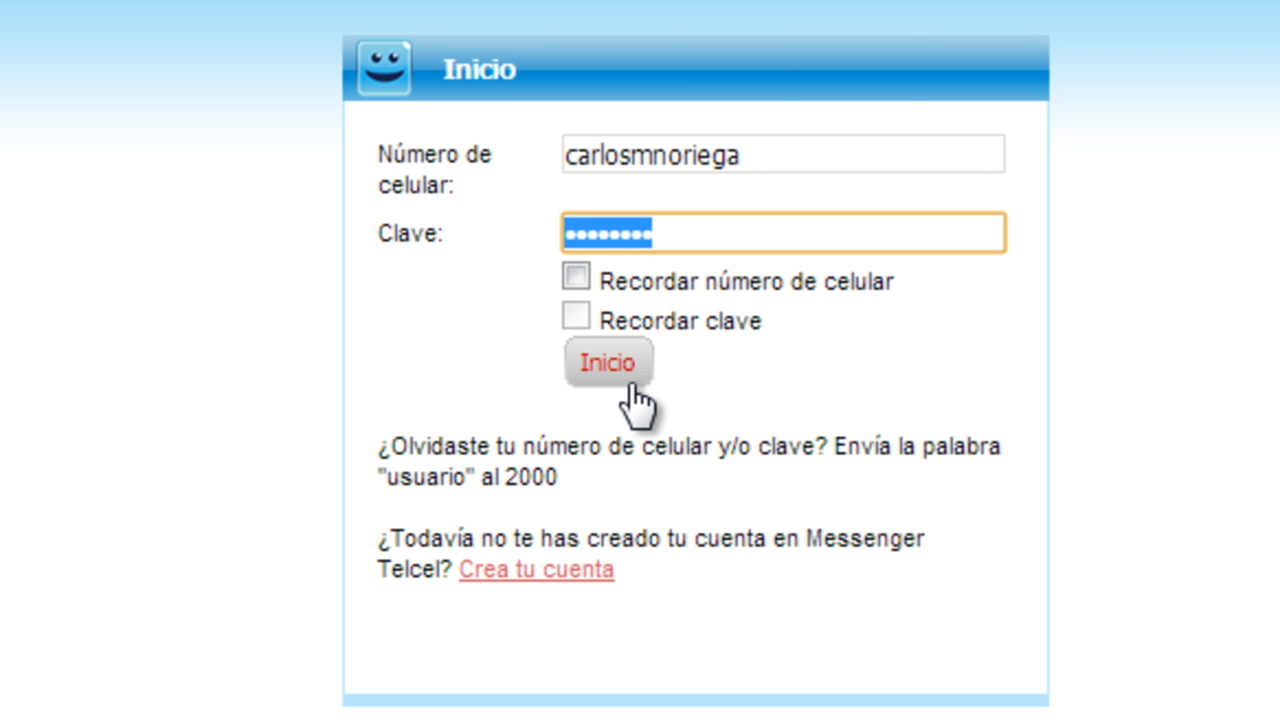 Inicio
Número de
celular:
carlosmnoriega
Clave:
Recordar número de celular
Recordar clave
Inicio
¿Olvidaste tu número de celular y/o clave? Envía la palabra
"usuario" al 2000
¿Todavía no te has creado tu cuenta en Messenger
Telcel? Crea tu cuenta